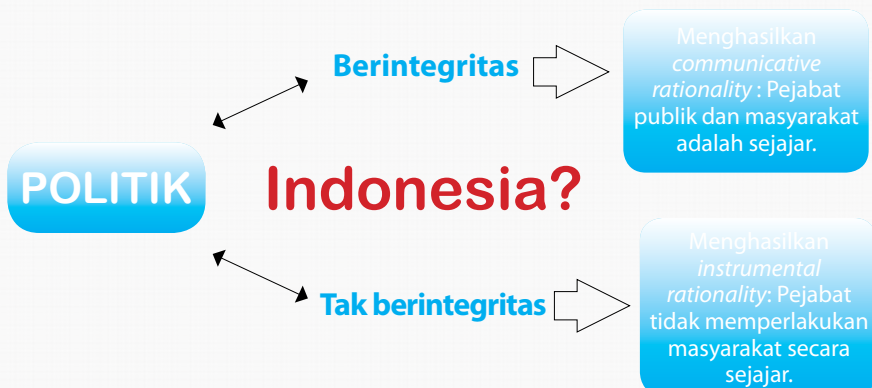 POLITIK
Berintegritas
Menghasilkan
communicative
rationality : Pejabat
publik dan masyarakat
adalah sejajar.
Indonesia?
Tak berintegritas
Menghasilkan
instrumental
rationality: Pejabat
tidak memperlakukan
masyarakat secara
sejajar.